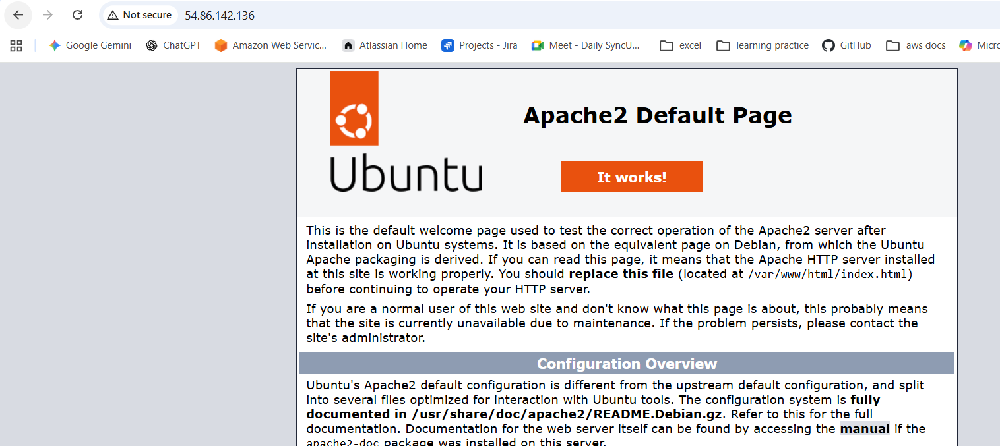 Not secure 54.86.142.136
Google Gemini ChatGPT Amazon Web Servic... Atlassian Home Projects - Jira Meet - Daily SyncU... excel learning practice GitHub aws docs Micro
Apache2 Default Page
Ubuntu
It works!
This is the default welcome page used to test the correct operation of the Apache2 server after
installation on Ubuntu systems. It is based on the equivalent page on Debian, from which the Ubuntu
Apache packaging is derived. If you can read this page, it means that the Apache HTTP server installed
at this site is working properly. You should replace this file (located at /var/www/html/index.html)
before continuing to operate your HTTP server.
If you are a normal user of this web site and don't know what this page is about, this probably means
that the site is currently unavailable due to maintenance. If the problem persists, please contact the
site's administrator.
Configuration Overview
Ubuntu's Apache2 default configuration is different from the upstream default configuration, and split
into several files optimized for interaction with Ubuntu tools. The configuration system is fully
documented in /usr/share/doc/apache2/README.Debian.gz. Refer to this for the full
documentation. Documentation for the web server itself can be found by accessing the manual if the
apache2-doc package was installed on this server.